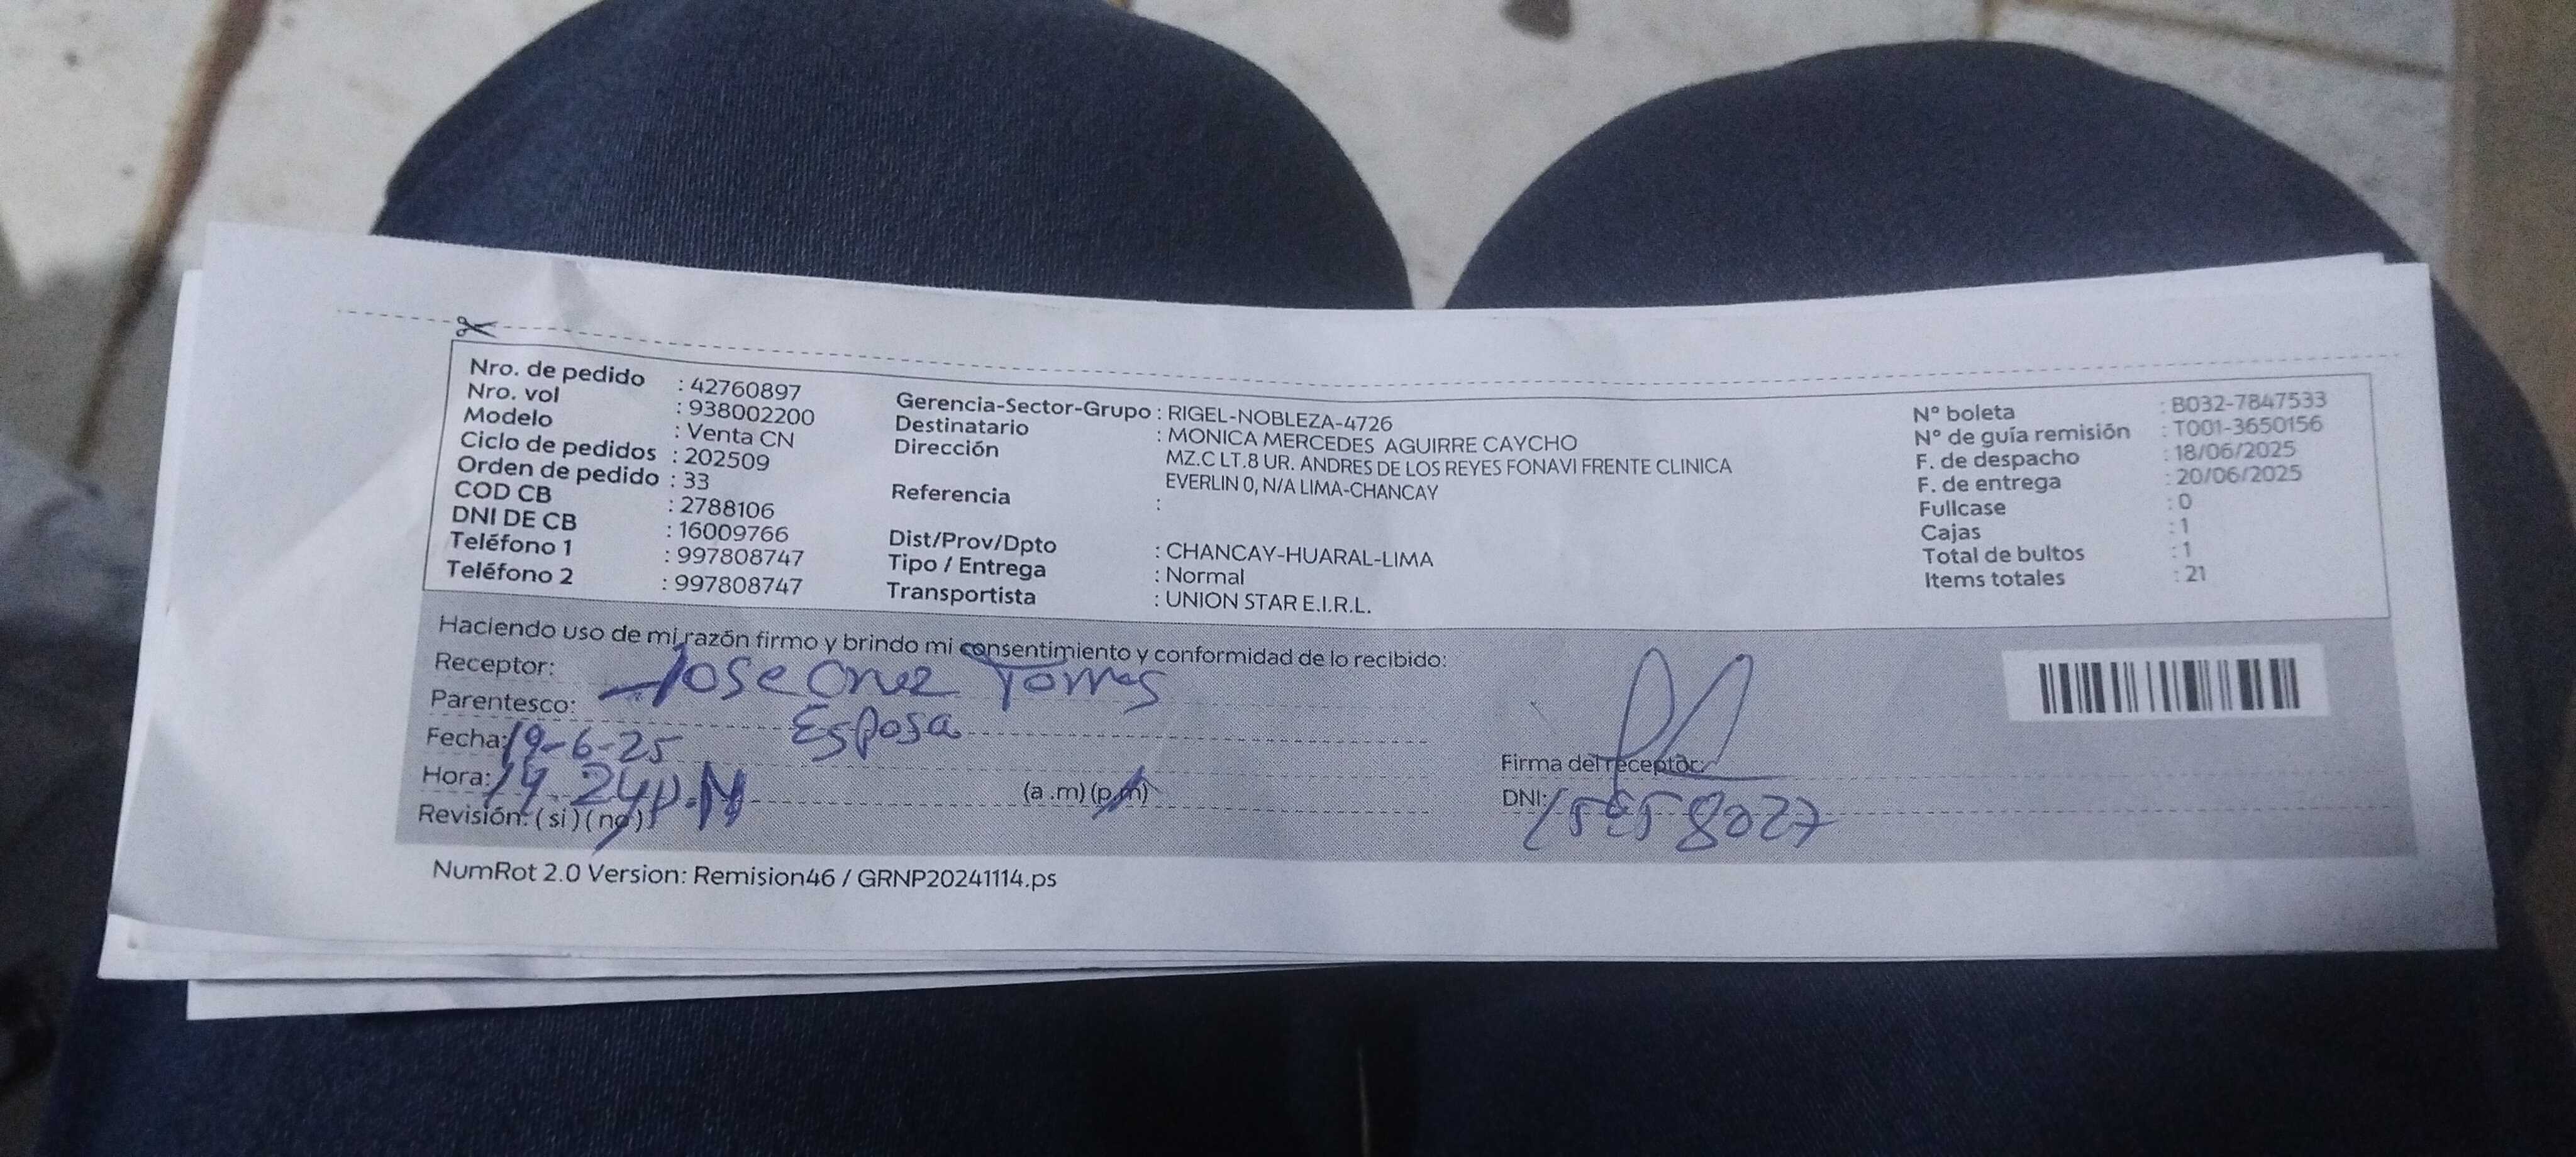 Nro. de pedido : 42760897
Nro. vol : 938002200
Modelo : Venta CN
Ciclo de pedidos : 202509
Orden de pedido : 33
COD CB : 2788106
DNI DE CB : 16009766
Teléfono 1 : 997808747
Teléfono 2 : 997808747
Gerencia-Sector-Grupo : RIGEL-NOBLEZA-4726
Destinatario : MONICA MERCEDES AGUIRRE CAYCHO
Dirección MZ.C LT.8 UR. ANDRES DE LOS REYES FONAVI FRENTE CLINICA
EVERLIN 0, N/A LIMA-CHANCAY
Referencia :
Dist/Prov/Dpto : CHANCAY-HUARAL-LIMA
Tipo / Entrega : Normal
Transportista : UNION STAR E.I.R.L.
N° boleta : B032-7847533
N° de guía remisión : T001-3650156
F. de despacho : 18/06/2025
F. de entrega : 20/06/2025
Fullcase : 0
Cajas : 1
Total de bultos : 1
Items totales : 21
Haciendo uso de mi razón firmo y brindo mi consentimiento y conformidad de lo recibido:
Receptor: Jose Cruz Torres
Parentesco: Esposa
Fecha: 19-6-25
Hora: (a .m) (p.m)
Revisión: ( si ) ( no )
Firma del receptor:
DNI:
NumRot 2.0 Version: Remision46 / GRNP20241114.ps